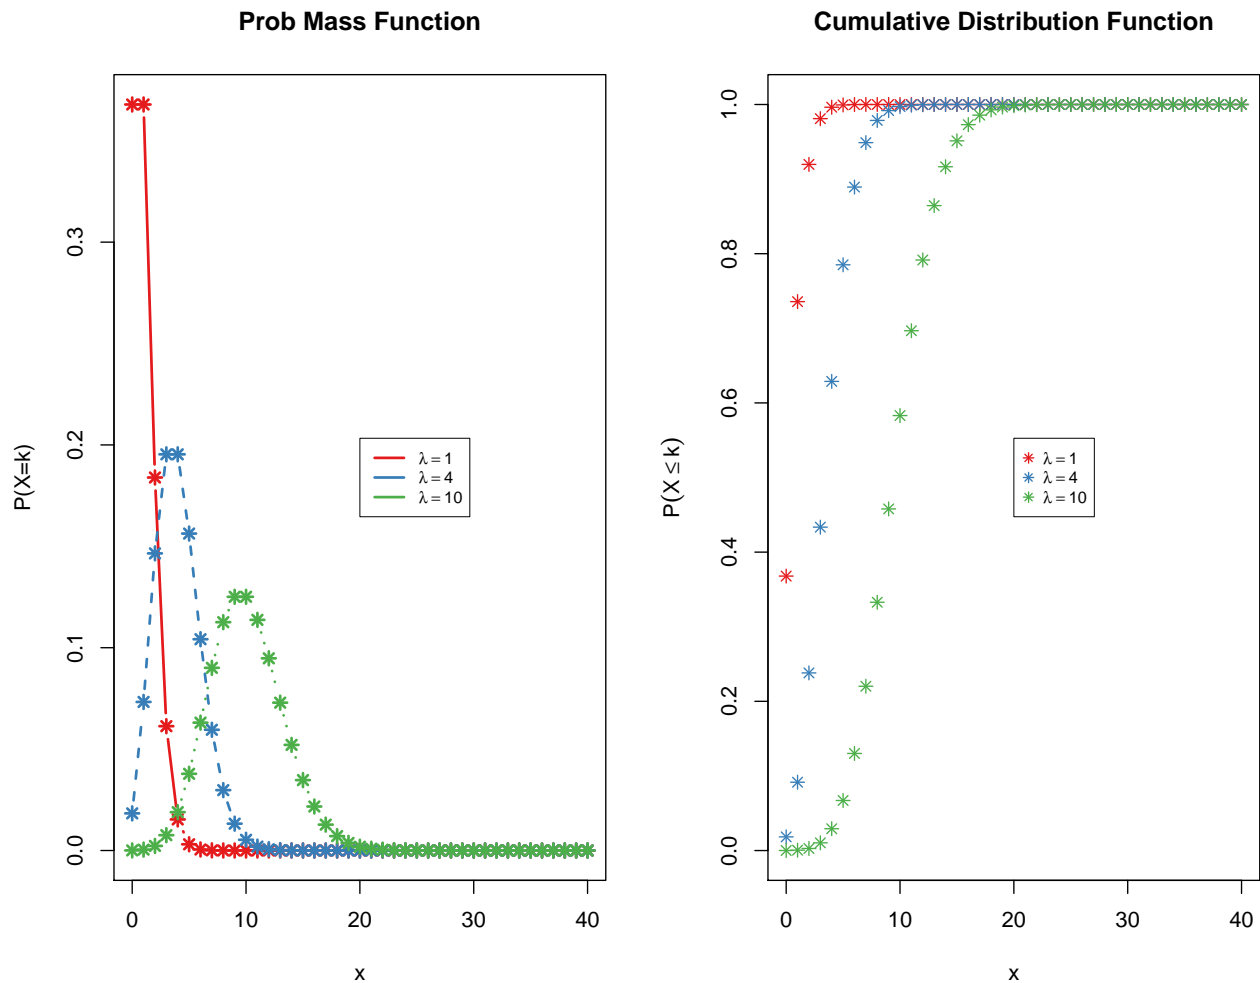 Prob Mass Function
P(X=k)
0.0
0.1
0.2
0.3
λ = 1
λ = 4
λ = 10
0 10 20 30 40
x
Cumulative Distribution Function
P(X ≤ k)
0.0
0.2
0.4
0.6
0.8
1.0
λ = 1
λ = 4
λ = 10
0 10 20 30 40
x